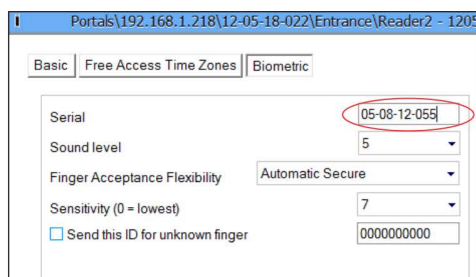 Portals\192.168.1.218\12-05-18-022\Entrance\Reader2 - 1205
Basic Free Access Time Zones Biometric
Serial 05-08-12-055
Sound level 5
Finger Acceptance Flexibility Automatic Secure
Sensitivity (0 = lowest) 7
Send this ID for unknown finger 0000000000